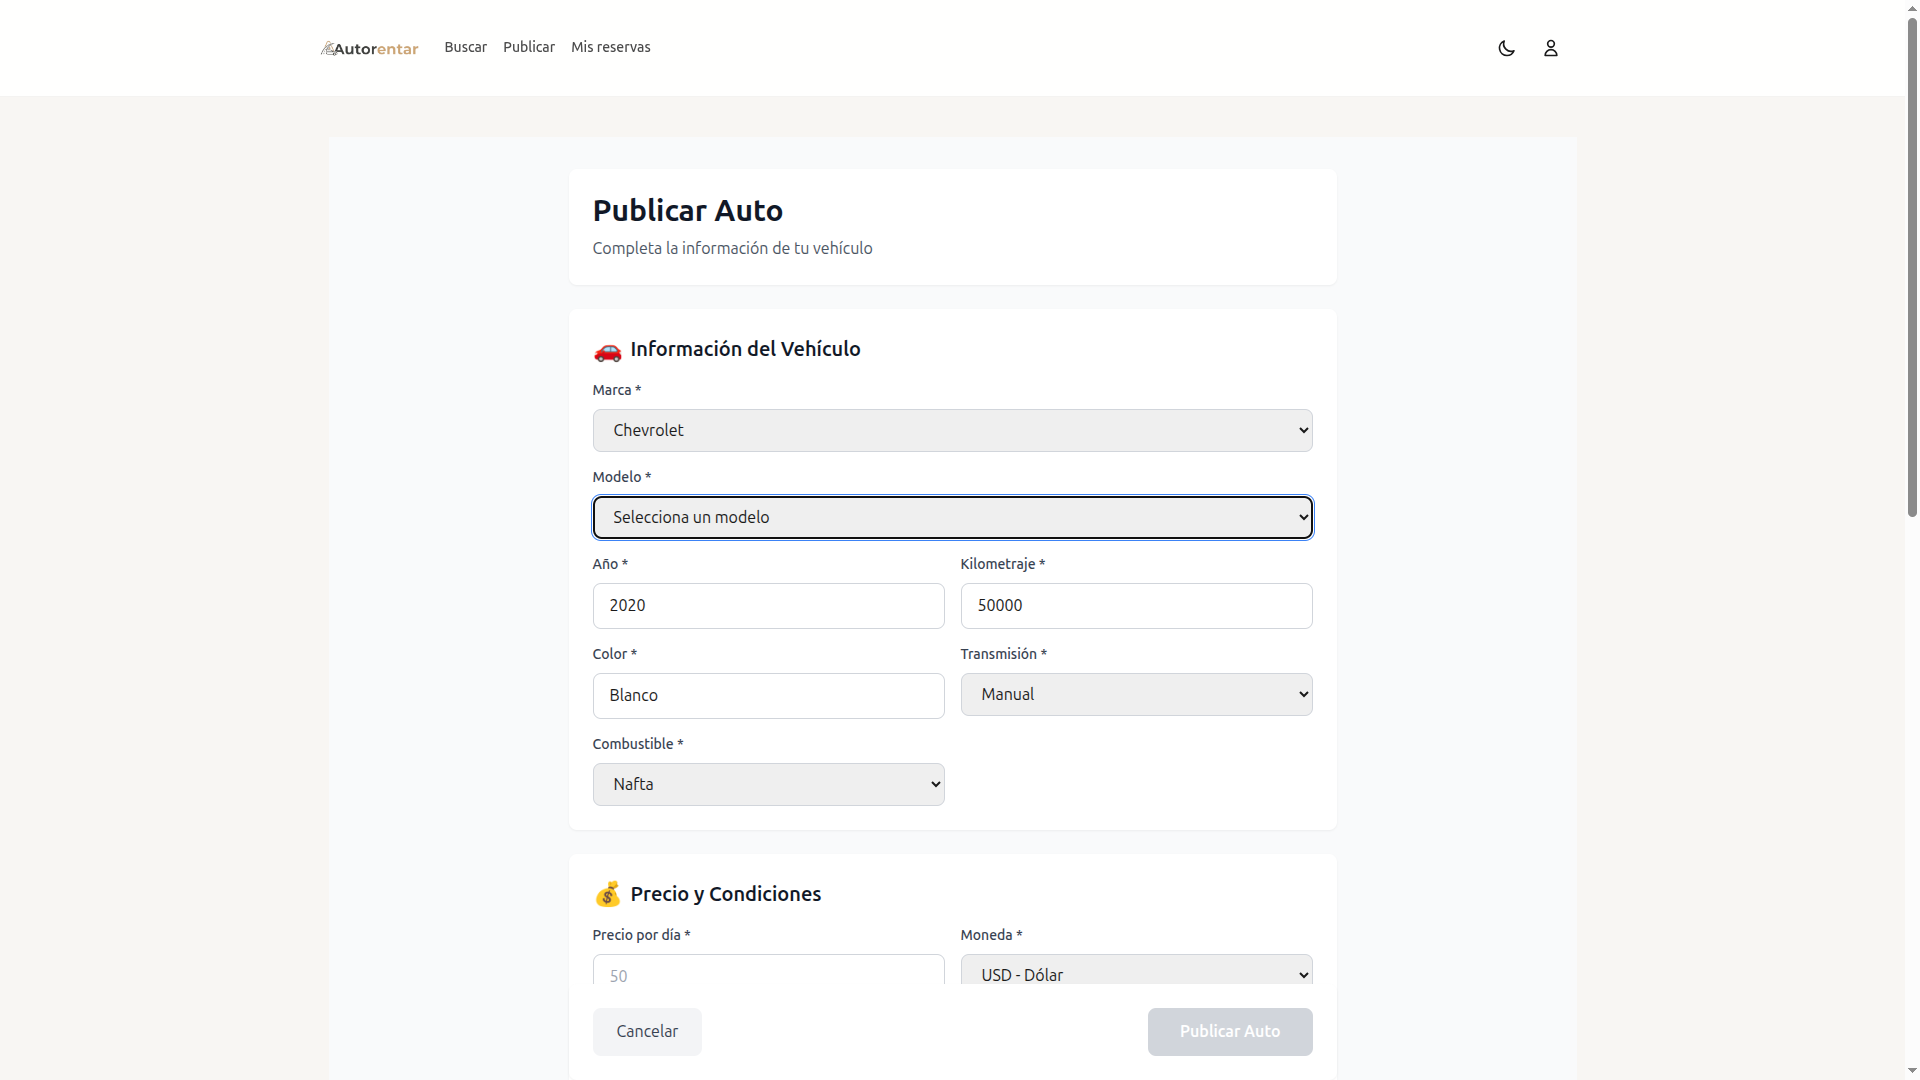 Autorentar Buscar Publicar Mis reservas
Publicar Auto
Completa la información de tu vehículo
🚗 Información del Vehículo
Marca *
Chevrolet
Modelo *
Selecciona un modelo
Año * Kilometraje *
2020 50000
Color * Transmisión *
Blanco Manual
Combustible *
Nafta
💰 Precio y Condiciones
Precio por día * Moneda *
50 USD - Dólar
Cancelar Publicar Auto